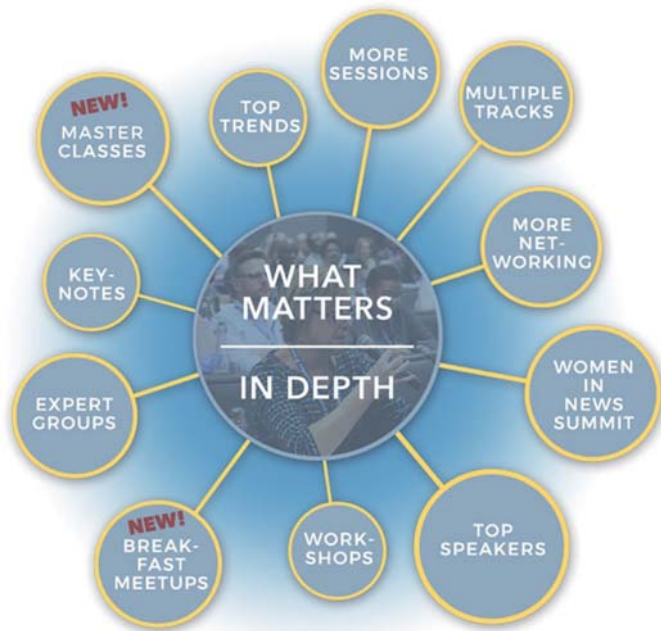 MORE
SESSIONS
MULTIPLE
TRACKS
NEW!
MASTER
CLASSES
TOP
TRENDS
MORE
NET-
WORKING
KEY-
NOTES
WHAT
MATTERS
IN DEPTH
WOMEN
IN
NEWS
SUMMIT
EXPERT
GROUPS
NEW!
BREAK-
FAST
MEETUPS
WORK-
SHOPS
TOP
SPEAKERS